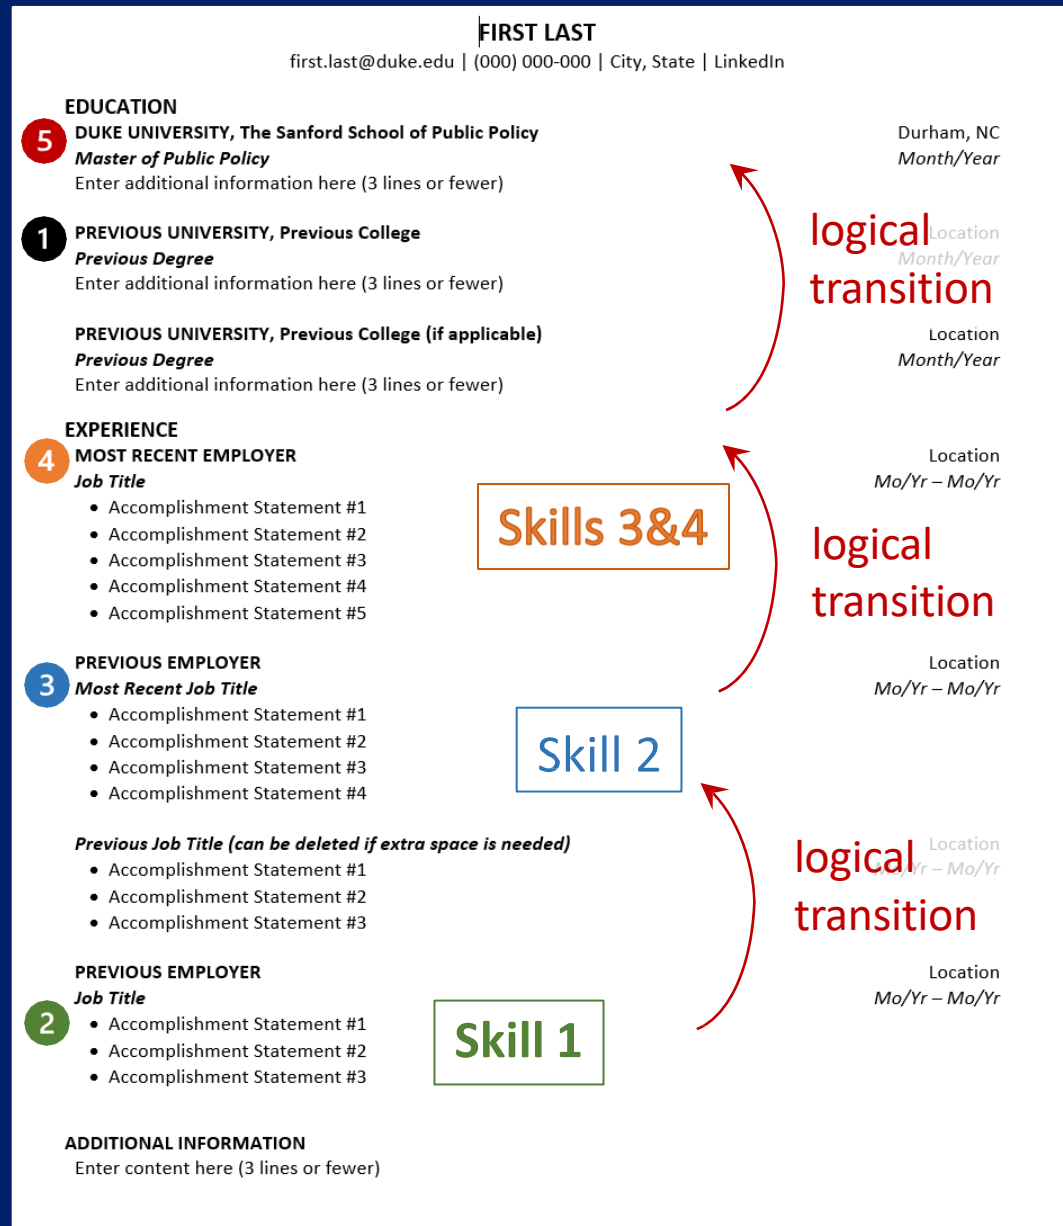 FIRST LAST
first.last@duke.edu | (000) 000-000 | City, State | LinkedIn
EDUCATION
5 DUKE UNIVERSITY, The Sanford School of Public Policy Durham, NC
Master of Public Policy Month/Year
Enter additional information here (3 lines or fewer)
1 PREVIOUS UNIVERSITY, Previous College Location
Previous Degree Month/Year
Enter additional information here (3 lines or fewer)
logical
transition
PREVIOUS UNIVERSITY, Previous College (if applicable) Location
Previous Degree Month/Year
Enter additional information here (3 lines or fewer)
EXPERIENCE
4 MOST RECENT EMPLOYER Location
Job Title Mo/Yr – Mo/Yr
• Accomplishment Statement #1
• Accomplishment Statement #2
• Accomplishment Statement #3
• Accomplishment Statement #4
• Accomplishment Statement #5
Skills 3&4
logical
transition
3 PREVIOUS EMPLOYER Location
Most Recent Job Title Mo/Yr – Mo/Yr
• Accomplishment Statement #1
• Accomplishment Statement #2
• Accomplishment Statement #3
• Accomplishment Statement #4
Skill 2
Previous Job Title (can be deleted if extra space is needed) Location
Mo/Yr – Mo/Yr
• Accomplishment Statement #1
• Accomplishment Statement #2
• Accomplishment Statement #3
logical
transition
PREVIOUS EMPLOYER Location
Job Title Mo/Yr – Mo/Yr
2
• Accomplishment Statement #1
• Accomplishment Statement #2
• Accomplishment Statement #3
Skill 1
ADDITIONAL INFORMATION
Enter content here (3 lines or fewer)